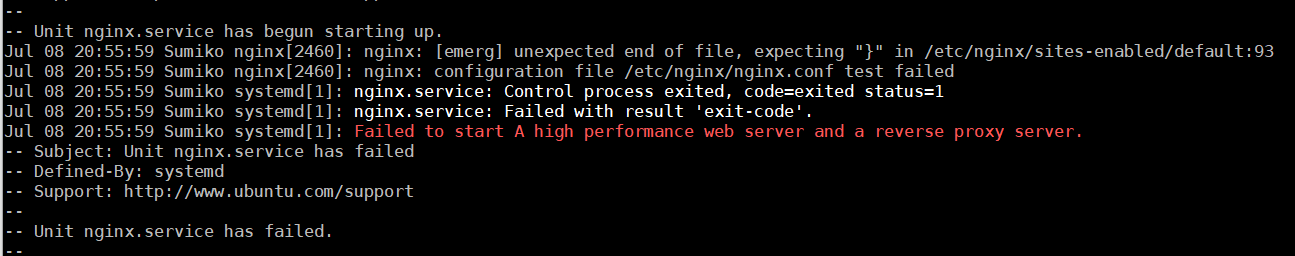 --
-- Unit nginx.service has begun starting up.
Jul 08 20:55:59 Sumiko nginx[2460]: nginx: [emerg] unexpected end of file, expecting "}" in /etc/nginx/sites-enabled/default:93
Jul 08 20:55:59 Sumiko nginx[2460]: nginx: configuration file /etc/nginx/nginx.conf test failed
Jul 08 20:55:59 Sumiko systemd[1]: nginx.service: Control process exited, code=exited status=1
Jul 08 20:55:59 Sumiko systemd[1]: nginx.service: Failed with result 'exit-code'.
Jul 08 20:55:59 Sumiko systemd[1]: Failed to start A high performance web server and a reverse proxy server.
-- Subject: Unit nginx.service has failed
-- Defined-By: systemd
-- Support: http://www.ubuntu.com/support
--
-- Unit nginx.service has failed.
--